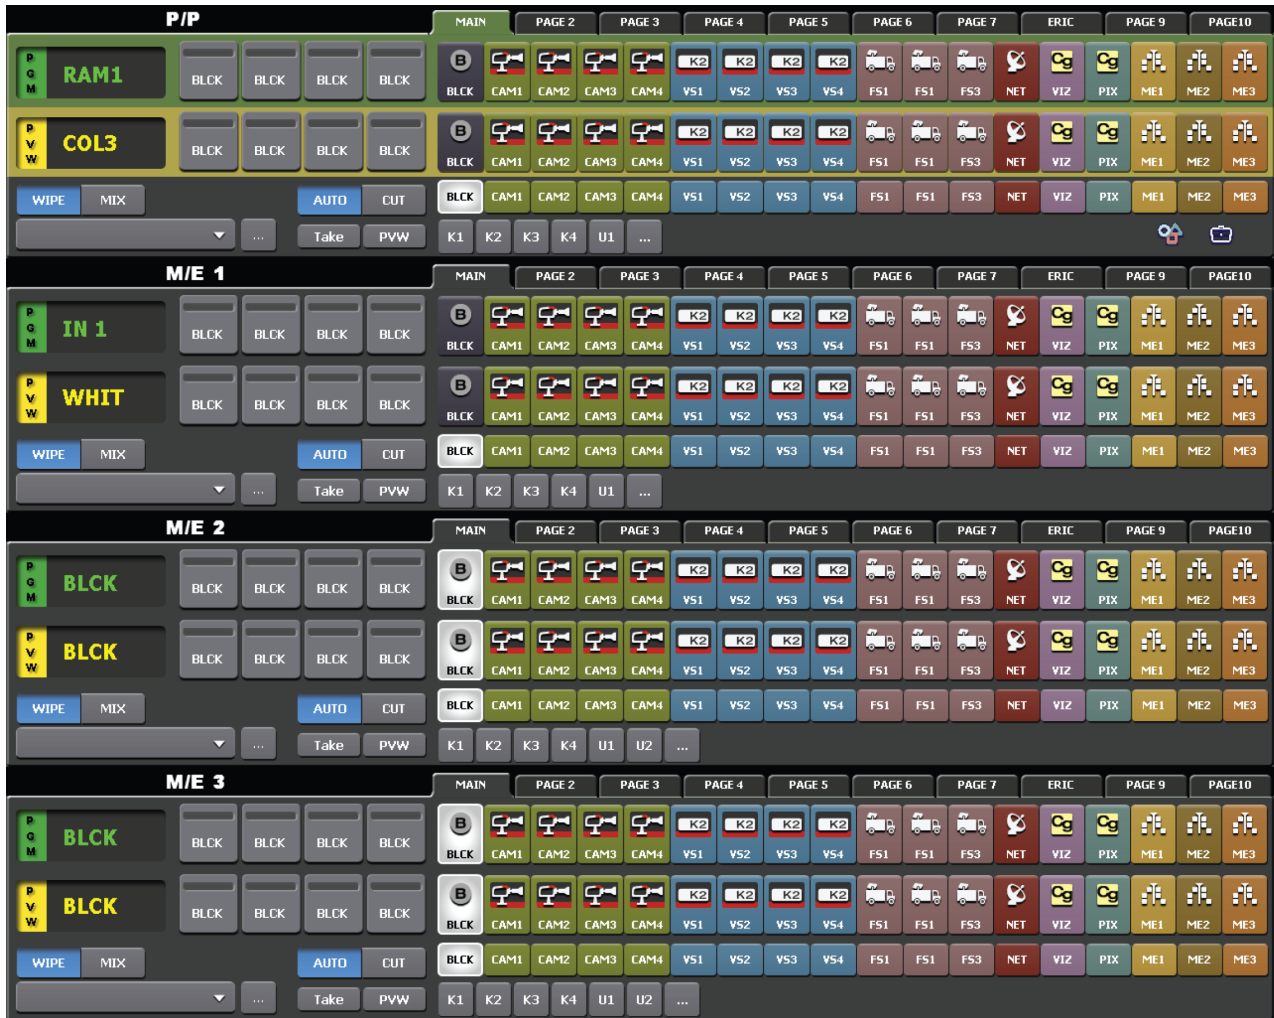 P/P MAIN PAGE 2 PAGE 3 PAGE 4 PAGE 5 PAGE 6 PAGE 7 ERIC PAGE 9 PAGE10
B K2 K2 K2 K2 Cg Cg
PGM RAM1 BLCK BLCK BLCK BLCK BLCK CAM1 CAM2 CAM3 CAM4 VS1 VS2 VS3 VS4 FS1 FS1 FS3 NET VIZ PIX ME1 ME2 ME3
B K2 K2 K2 K2 Cg Cg
PVW COL3 BLCK BLCK BLCK BLCK BLCK CAM1 CAM2 CAM3 CAM4 VS1 VS2 VS3 VS4 FS1 FS1 FS3 NET VIZ PIX ME1 ME2 ME3
WIPE MIX AUTO CUT BLCK CAM1 CAM2 CAM3 CAM4 VS1 VS2 VS3 VS4 FS1 FS1 FS3 NET VIZ PIX ME1 ME2 ME3
... Take PVW K1 K2 K3 K4 U1 ...
M/E 1 MAIN PAGE 2 PAGE 3 PAGE 4 PAGE 5 PAGE 6 PAGE 7 ERIC PAGE 9 PAGE10
B K2 K2 K2 K2 Cg Cg
PGM IN 1 BLCK BLCK BLCK BLCK BLCK CAM1 CAM2 CAM3 CAM4 VS1 VS2 VS3 VS4 FS1 FS1 FS3 NET VIZ PIX ME1 ME2 ME3
B K2 K2 K2 K2 Cg Cg
PVW WHIT BLCK BLCK BLCK BLCK BLCK CAM1 CAM2 CAM3 CAM4 VS1 VS2 VS3 VS4 FS1 FS1 FS3 NET VIZ PIX ME1 ME2 ME3
WIPE MIX AUTO CUT BLCK CAM1 CAM2 CAM3 CAM4 VS1 VS2 VS3 VS4 FS1 FS1 FS3 NET VIZ PIX ME1 ME2 ME3
... Take PVW K1 K2 K3 K4 U1 ...
M/E 2 MAIN PAGE 2 PAGE 3 PAGE 4 PAGE 5 PAGE 6 PAGE 7 ERIC PAGE 9 PAGE10
B K2 K2 K2 K2 Cg Cg
PGM BLCK BLCK BLCK BLCK BLCK BLCK CAM1 CAM2 CAM3 CAM4 VS1 VS2 VS3 VS4 FS1 FS1 FS3 NET VIZ PIX ME1 ME2 ME3
B K2 K2 K2 K2 Cg Cg
PVW BLCK BLCK BLCK BLCK BLCK BLCK CAM1 CAM2 CAM3 CAM4 VS1 VS2 VS3 VS4 FS1 FS1 FS3 NET VIZ PIX ME1 ME2 ME3
WIPE MIX AUTO CUT BLCK CAM1 CAM2 CAM3 CAM4 VS1 VS2 VS3 VS4 FS1 FS1 FS3 NET VIZ PIX ME1 ME2 ME3
... Take PVW K1 K2 K3 K4 U1 U2 ...
M/E 3 MAIN PAGE 2 PAGE 3 PAGE 4 PAGE 5 PAGE 6 PAGE 7 ERIC PAGE 9 PAGE10
B K2 K2 K2 K2 Cg Cg
PGM BLCK BLCK BLCK BLCK BLCK BLCK CAM1 CAM2 CAM3 CAM4 VS1 VS2 VS3 VS4 FS1 FS1 FS3 NET VIZ PIX ME1 ME2 ME3
B K2 K2 K2 K2 Cg Cg
PVW BLCK BLCK BLCK BLCK BLCK BLCK CAM1 CAM2 CAM3 CAM4 VS1 VS2 VS3 VS4 FS1 FS1 FS3 NET VIZ PIX ME1 ME2 ME3
WIPE MIX AUTO CUT BLCK CAM1 CAM2 CAM3 CAM4 VS1 VS2 VS3 VS4 FS1 FS1 FS3 NET VIZ PIX ME1 ME2 ME3
... Take PVW K1 K2 K3 K4 U1 U2 ...